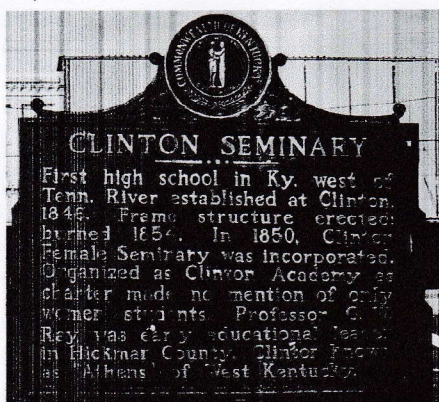 COMMONWEALTH OF KENTUCKY
CLINTON SEMINARY
First high school in Ky. west of
Tenn. River established at Clinton,
1846. Frame structure erected;
burned 1854. In 1850, Clinton
Female Seminary was incorporated.
Organized as Clinton Academy as
charter made no mention of only
women students. Professor
Ray was early educational leader
in Hickman County. Clinton known
as "Athens" of West Kentucky.